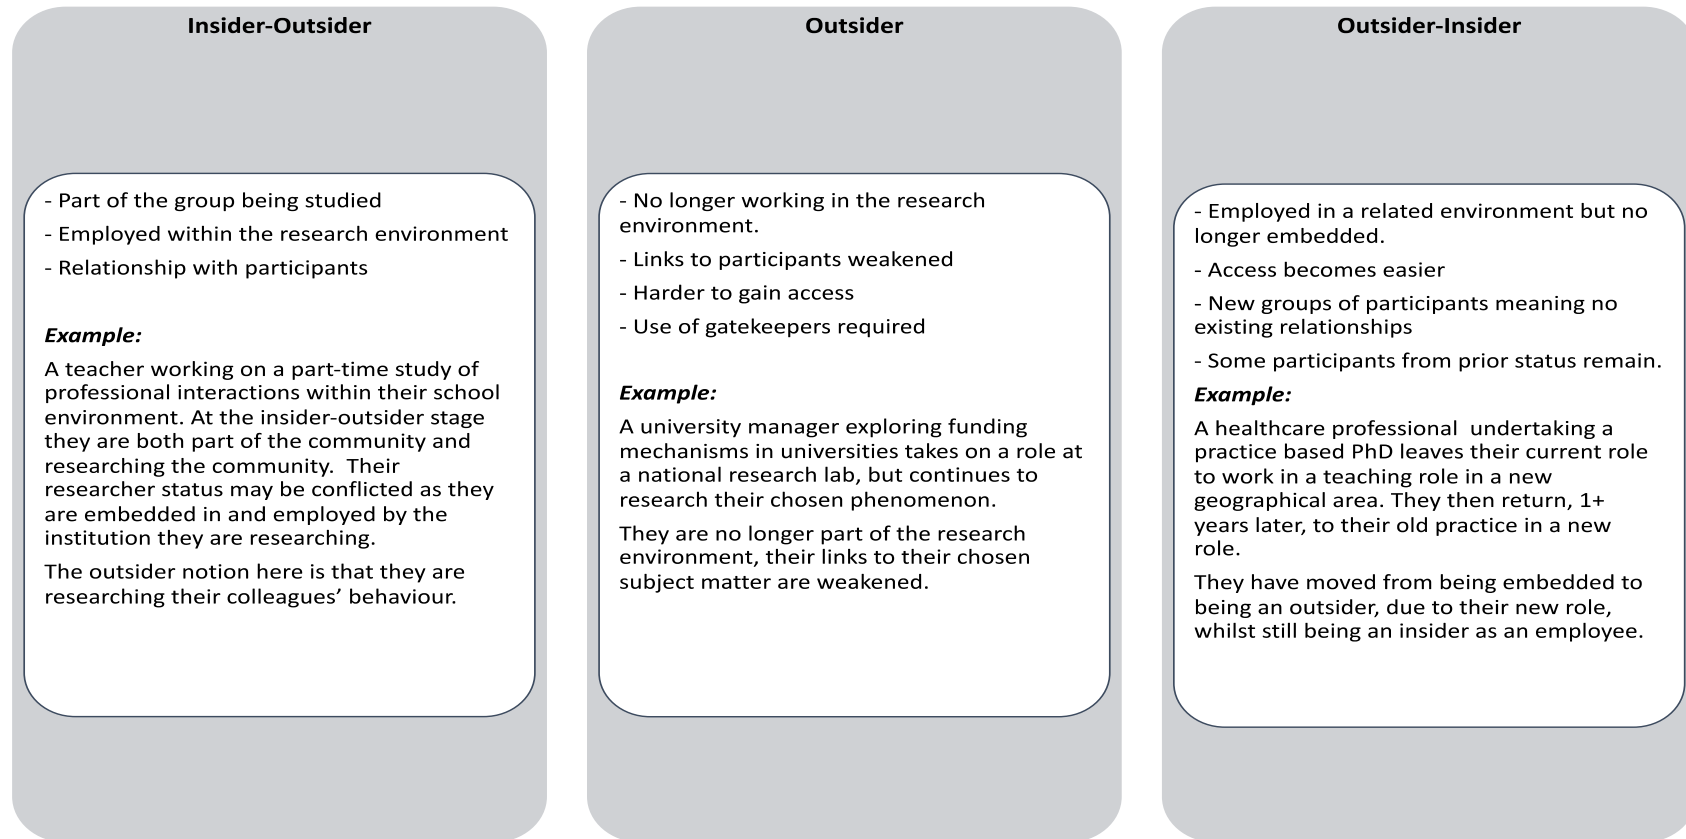 Insider-Outsider
- Part of the group being studied
- Employed within the research environment
- Relationship with participants
Example:
A teacher working on a part-time study of
professional interactions within their school
environment. At the insider-outsider stage
they are both part of the community and
researching the community.  Their
researcher status may be conflicted as they
are embedded in and employed by the
institution they are researching.
The outsider notion here is that they are
researching their colleagues’ behaviour.
Outsider
- No longer working in the research
environment.
- Links to participants weakened
- Harder to gain access
- Use of gatekeepers required
Example:
A university manager exploring funding
mechanisms in universities takes on a role at
a national research lab, but continues to
research their chosen phenomenon.
They are no longer part of the research
environment, their links to their chosen
subject matter are weakened.
Outsider-Insider
- Employed in a related environment but no
longer embedded.
- Access becomes easier
- New groups of participants meaning no
existing relationships
- Some participants from prior status remain.
Example:
A healthcare professional  undertaking a
practice based PhD leaves their current role
to work in a teaching role in a new
geographical area. They then return, 1+
years later, to their old practice in a new
role.
They have moved from being embedded to
being an outsider, due to their new role,
whilst still being an insider as an employee.